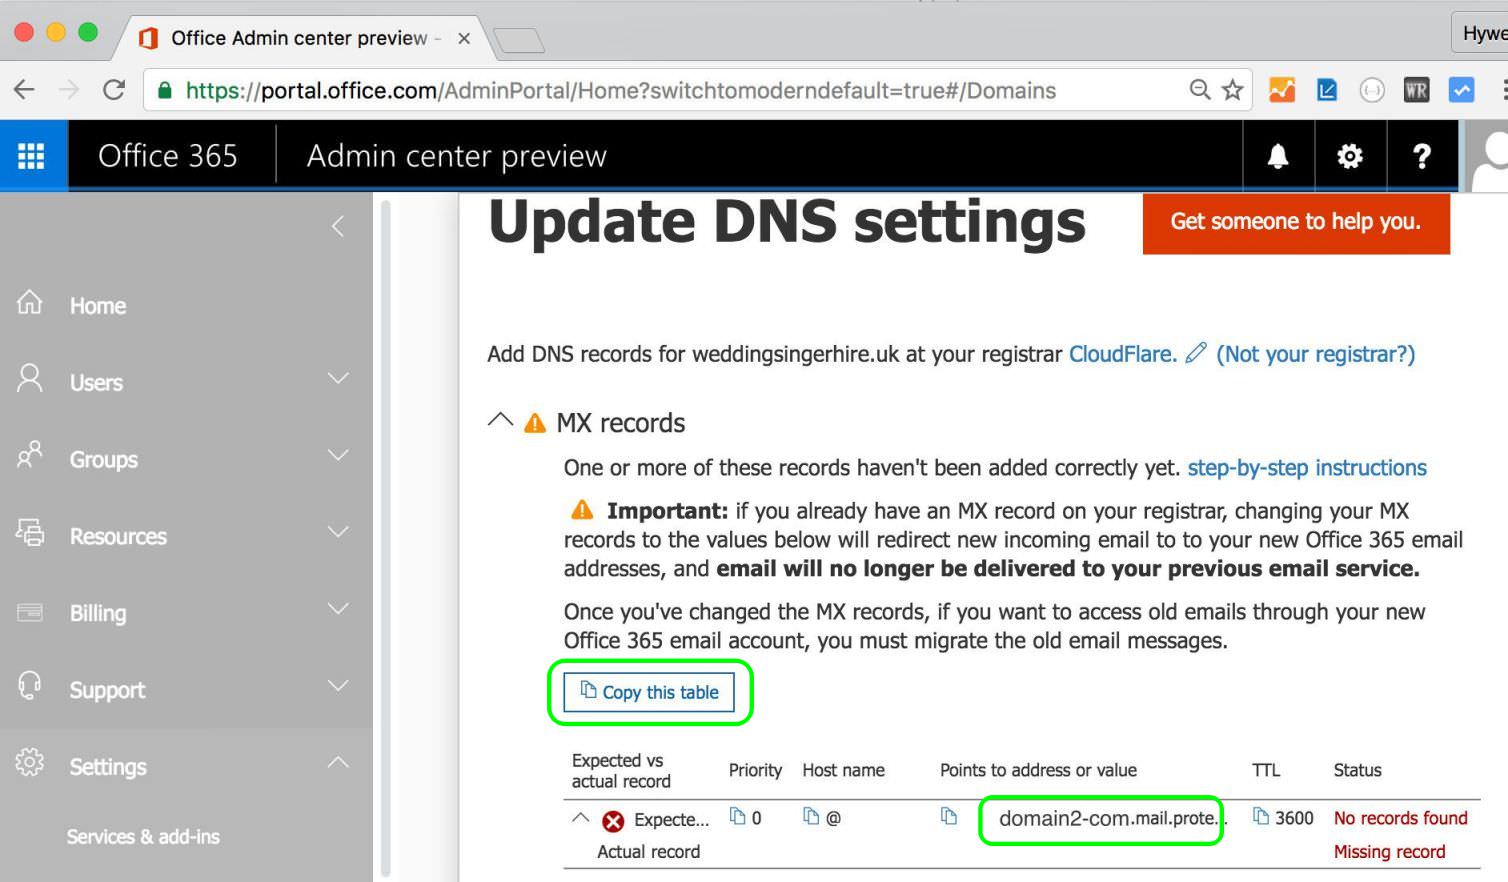 Office Admin center preview -
Hywe
https://portal.office.com/AdminPortal/Home?switchtomoderndefault=true#/Domains
WR
Office 365
Admin center preview
?
Update DNS settings
Get someone to help you.
Home
Users
Groups
Resources
Billing
Support
Settings
Services & add-ins
Add DNS records for weddingsingerhire.uk at your registrar CloudFlare. (Not your registrar?)
MX records
One or more of these records haven't been added correctly yet. step-by-step instructions
Important: if you already have an MX record on your registrar, changing your MX
records to the values below will redirect new incoming email to to your new Office 365 email
addresses, and email will no longer be delivered to your previous email service.
Once you've changed the MX records, if you want to access old emails through your new
Office 365 email account, you must migrate the old email messages.
Copy this table
Expected vs
actual record
Priority
Host name
Points to address or value
TTL
Status
Expecte...
0
@
domain2-com.mail.prote...
3600
No records found
Actual record
Missing record